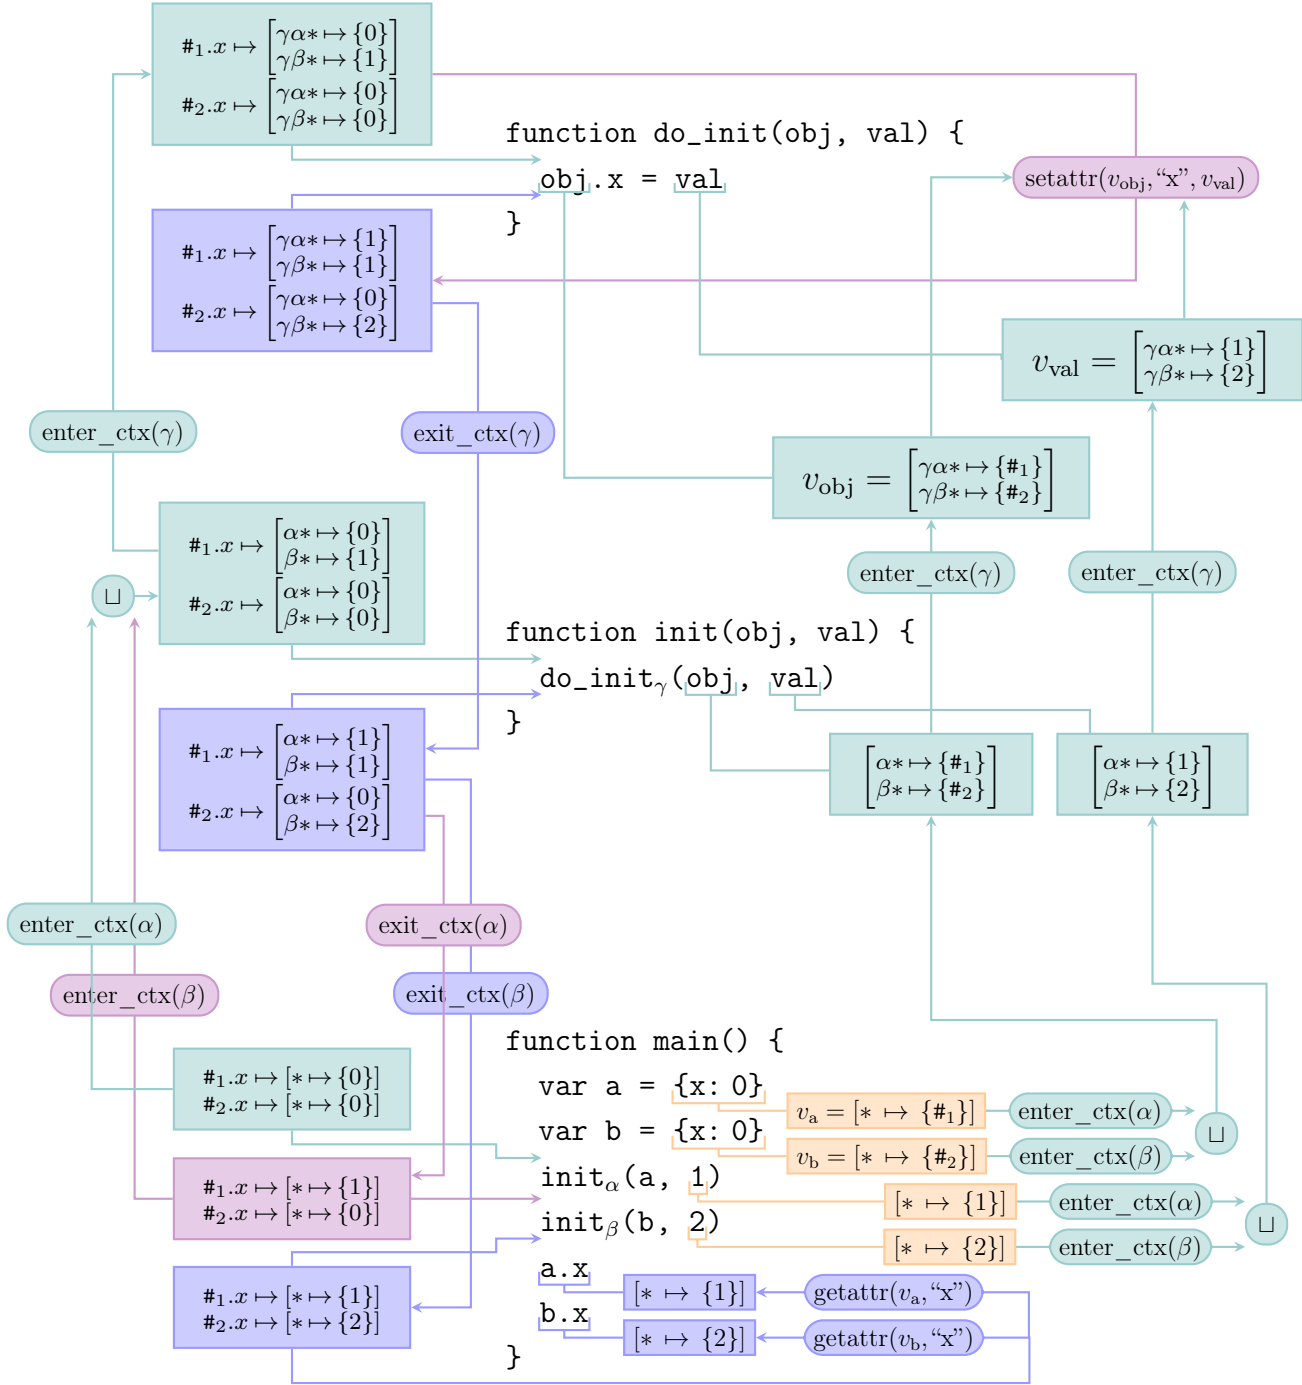 #₁.x ↦ [γα* ↦ {0}
γβ* ↦ {1}]
#₂.x ↦ [γα* ↦ {0}
γβ* ↦ {0}]
function do_init(obj, val) {
obj.x = val
}
setattr(v_obj, “x”, v_val)
#₁.x ↦ [γα* ↦ {1}
γβ* ↦ {1}]
#₂.x ↦ [γα* ↦ {0}
γβ* ↦ {2}]
v_val = [γα* ↦ {1}
γβ* ↦ {2}]
enter_ctx(γ)
exit_ctx(γ)
v_obj = [γα* ↦ {#₁}
γβ* ↦ {#₂}]
#₁.x ↦ [α* ↦ {0}
β* ↦ {1}]
#₂.x ↦ [α* ↦ {0}
β* ↦ {0}]
⊔
enter_ctx(γ)
enter_ctx(γ)
function init(obj, val) {
do_init_γ(obj, val)
}
#₁.x ↦ [α* ↦ {1}
β* ↦ {1}]
#₂.x ↦ [α* ↦ {0}
β* ↦ {2}]
[α* ↦ {#₁}
β* ↦ {#₂}]
[α* ↦ {1}
β* ↦ {2}]
enter_ctx(α)
exit_ctx(α)
enter_ctx(β)
exit_ctx(β)
function main() {
#₁.x ↦ [* ↦ {0}]
#₂.x ↦ [* ↦ {0}]
var a = {x: 0}
v_a = [* ↦ {#₁}]
enter_ctx(α)
var b = {x: 0}
v_b = [* ↦ {#₂}]
enter_ctx(β)
⊔
#₁.x ↦ [* ↦ {1}]
#₂.x ↦ [* ↦ {0}]
init_α(a, 1)
[* ↦ {1}]
enter_ctx(α)
init_β(b, 2)
[* ↦ {2}]
enter_ctx(β)
⊔
#₁.x ↦ [* ↦ {1}]
#₂.x ↦ [* ↦ {2}]
a.x
[* ↦ {1}]
getattr(v_a, “x”)
b.x
[* ↦ {2}]
getattr(v_b, “x”)
}